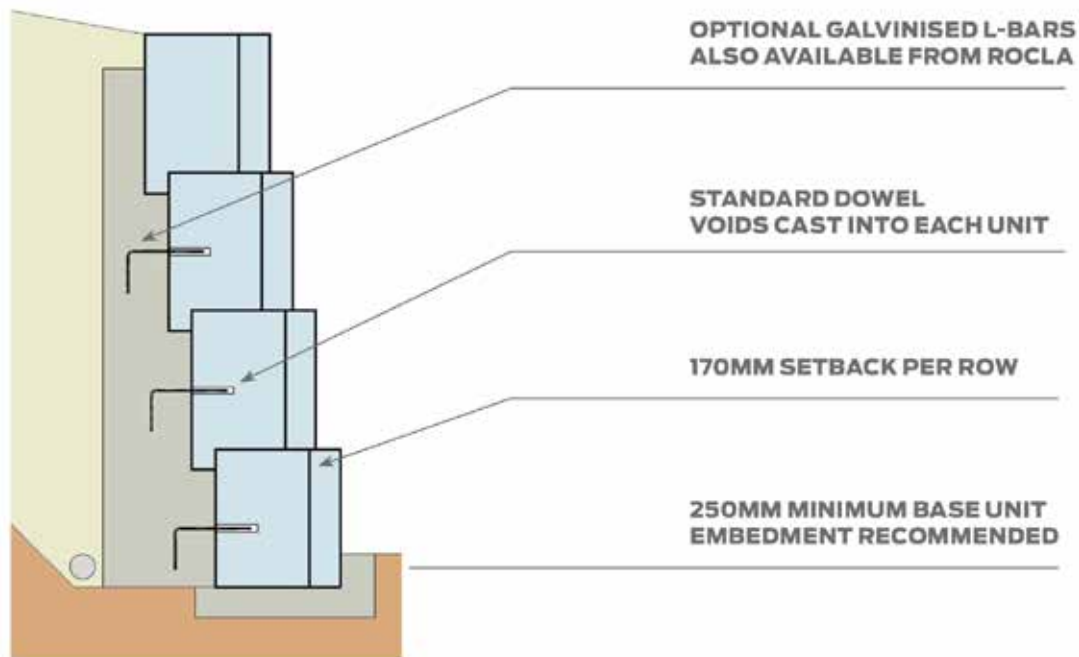 OPTIONAL GALVINISED L-BARS
ALSO AVAILABLE FROM ROCLA
STANDARD DOWEL
VOIDS CAST INTO EACH UNIT
170MM SETBACK PER ROW
250MM MINIMUM BASE UNIT
EMBEDMENT RECOMMENDED